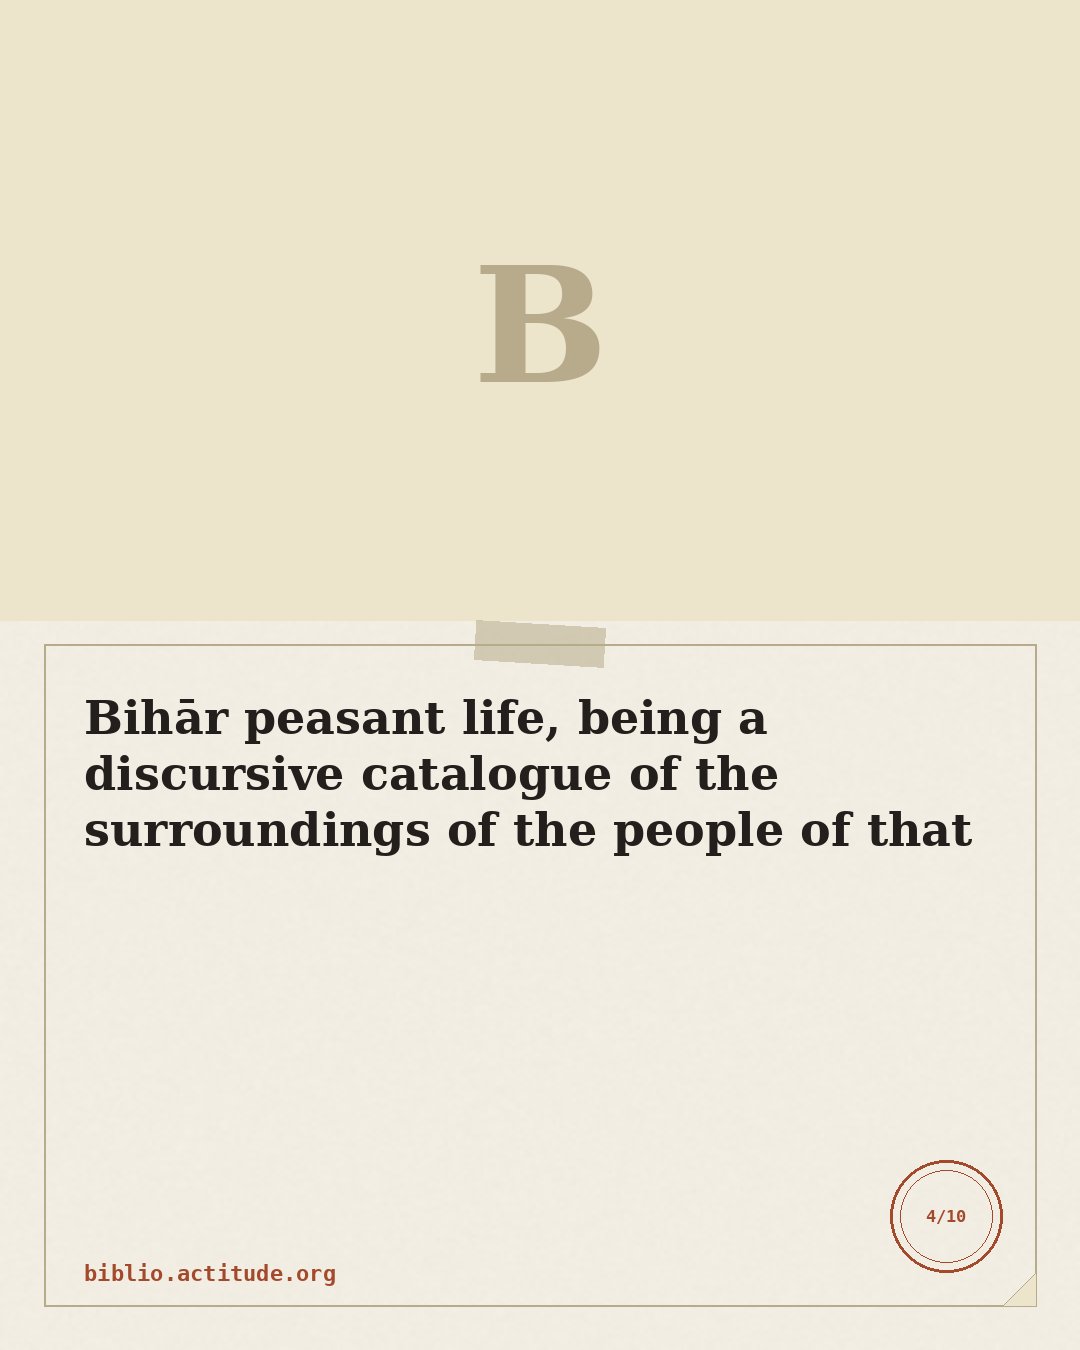 B
Bihār peasant life, being a
discursive catalogue of the
surroundings of the people of that
4/10
biblio.actitude.org